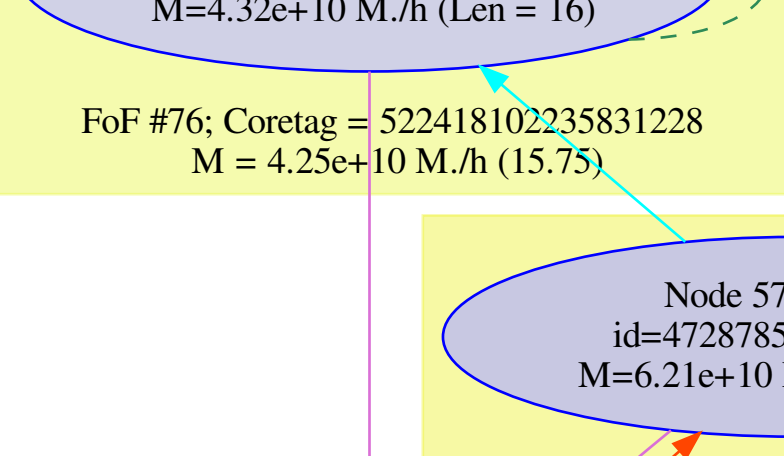 M=4.32e+10 M./h (Len = 16)
FoF #76; Coretag = 522418102235831228
M = 4.25e+10 M./h (15.75)
Node 57
id=4728785
M=6.21e+10